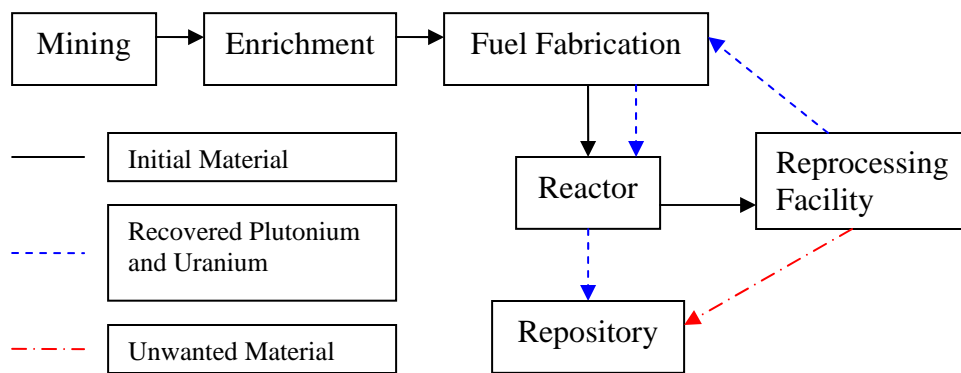 Mining
Enrichment
Fuel Fabrication
Initial Material
Reactor
Reprocessing
Facility
Recovered Plutonium
and Uranium
Repository
Unwanted Material